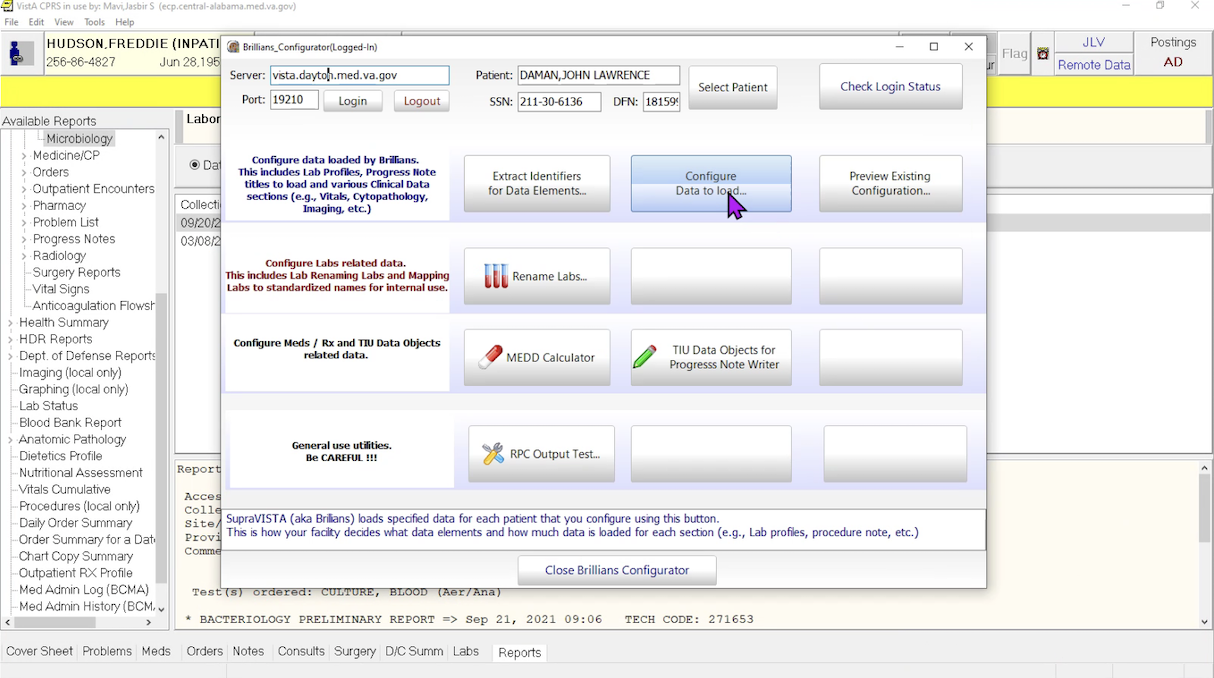 VistA CPRS in use by: Mavi,Jasbir S (ecp.central-alabama.med.va.gov)
File Edit View Tools Help
HUDSON,FREDDIE (INPATI
256-86-4827 Jun 28,195
Flag
JLV
Remote Data
Postings
AD
Available Reports
Microbiology
Medicine/CP
Orders
Outpatient Encounters
Pharmacy
Problem List
Progress Notes
Radiology
Surgery Reports
Vital Signs
Anticoagulation Flowsh
Health Summary
HDR Reports
Dept. of Defense Reports
Imaging (local only)
Graphing (local only)
Lab Status
Blood Bank Report
Anatomic Pathology
Dietetics Profile
Nutritional Assessment
Vitals Cumulative
Procedures (local only)
Daily Order Summary
Order Summary for a Date
Chart Copy Summary
Outpatient RX Profile
Med Admin Log (BCMA)
Med Admin History (BCMA
Labor
Dat
Collecti
09/20/2
03/08/2
Brillians_Configurator(Logged-In)
Server: vista.dayton.med.va.gov
Port: 19210 Login Logout
Patient: DAMAN,JOHN LAWRENCE
SSN: 211-30-6136 DFN: 18159
Select Patient
Check Login Status
Configure data loaded by Brillians.
This includes Lab Profiles, Progress Note
titles to load and various Clinical Data
sections (e.g., Vitals, Cytopathology,
Imaging, etc.)
Extract Identifiers
for Data Elements...
Configure
Data to load...
Preview Existing
Configuration...
Configure Labs related data.
This includes Lab Renaming Labs and Mapping
Labs to standardized names for internal use.
Rename Labs...
Configure Meds / Rx and TIU Data Objects
related data.
MEDD Calculator
TIU Data Objects for
Progresss Note Writer
General use utilities.
Be CAREFUL !!!
RPC Output Test...
SupraVISTA (aka Brilians) loads specified data for each patient that you configure using this button.
This is how your facility decides what data elements and how much data is loaded for each section (e.g., Lab profiles, procedure note, etc.)
Close Brillians Configurator
Report
Acces
Colle
Site/
Provi
Comme
Test(s) ordered: CULTURE, BLOOD (Aer/Ana)
* BACTERIOLOGY PRELIMINARY REPORT => Sep 21, 2021 09:06 TECH CODE: 271653
Cover Sheet Problems Meds Orders Notes Consults Surgery D/C Summ Labs Reports